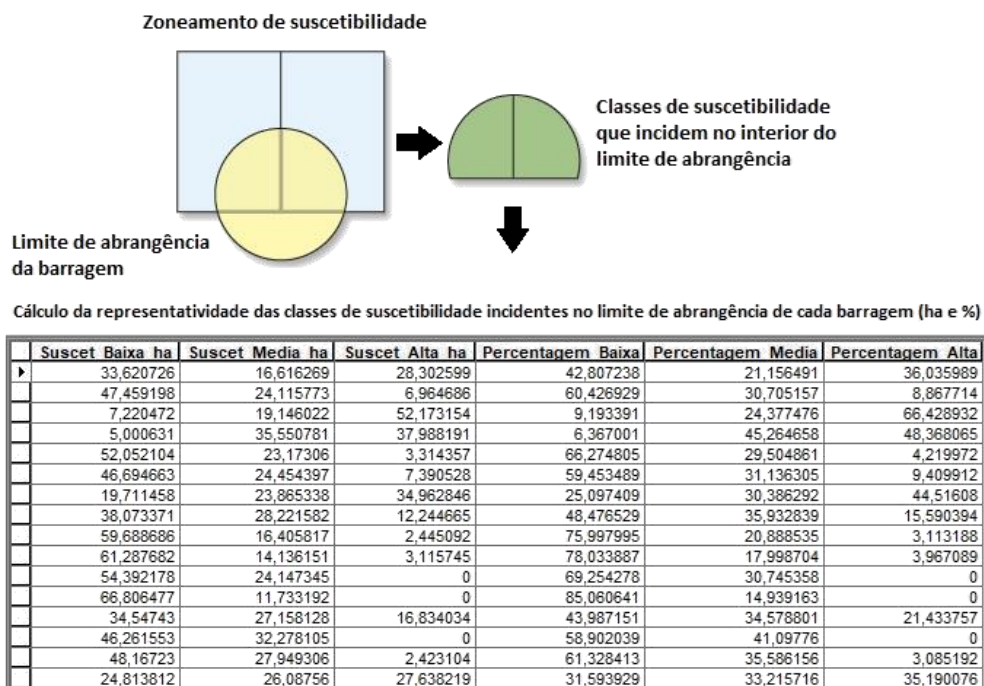 Zoneamento de suscetibilidade
Classes de suscetibilidade
que incidem no interior do
limite de abrangência
Limite de abrangência
da barragem
Cálculo da representatividade das classes de suscetibilidade incidentes no limite de abrangência de cada barragem (ha e %)
Suscet_Baixa_ha Suscet_Media_ha Suscet_Alta_ha Percentagem_Baixa Percentagem_Media Percentagem_Alta
33,620726 16,616269 28,302599 42,807238 21,156491 36,035989
47,459198 24,115773 6,964686 60,426929 30,705157 8,867714
7,220472 19,146022 52,173154 9,193391 24,377476 66,428932
5,000631 35,550781 37,988191 6,367001 45,264658 48,368065
52,052104 23,17306 3,314357 66,274805 29,504861 4,219972
46,694663 24,454397 7,390528 59,453489 31,136305 9,409912
19,711458 23,865338 34,962846 25,097409 30,386292 44,51608
38,073371 28,221582 12,244665 48,476529 35,932839 15,590394
59,688686 16,405817 2,445092 75,997995 20,888535 3,113188
61,287682 14,136151 3,115745 78,033887 17,998704 3,967089
54,392178 24,147345 0 69,254278 30,745358 0
66,806477 11,733192 0 85,060641 14,939163 0
34,54743 27,158128 16,834034 43,987151 34,578801 21,433757
46,261553 32,278105 0 58,902039 41,09776 0
48,16723 27,949306 2,423104 61,328413 35,586156 3,085192
24,813812 26,08756 27,638219 31,593929 33,215716 35,190076